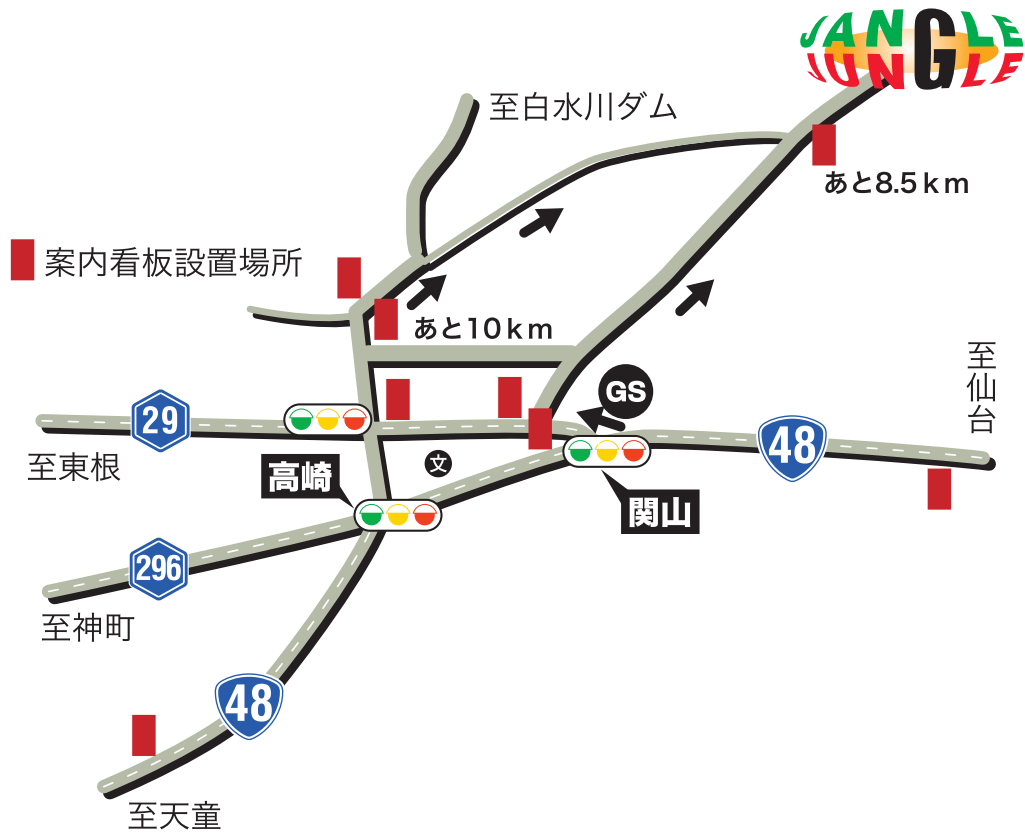 JANGLE
JUNGLE
至白水川ダム
あと8.5km
案内看板設置場所
あと10km
至仙台
GS
29
48
至東根
文
高崎
関山
296
至神町
48
至天童